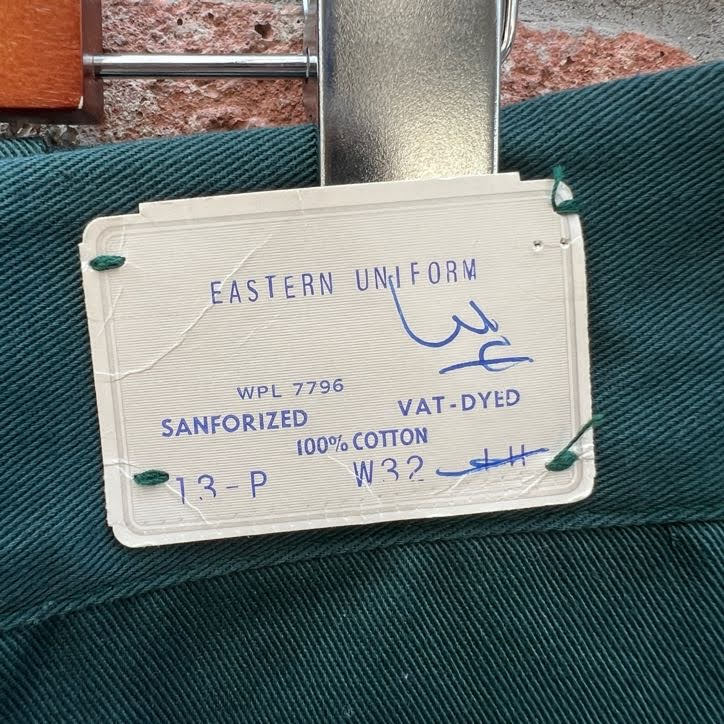 EASTERN UNIFORM
WPL 7796
SANFORIZED VAT-DYED
100% COTTON
13-P W32